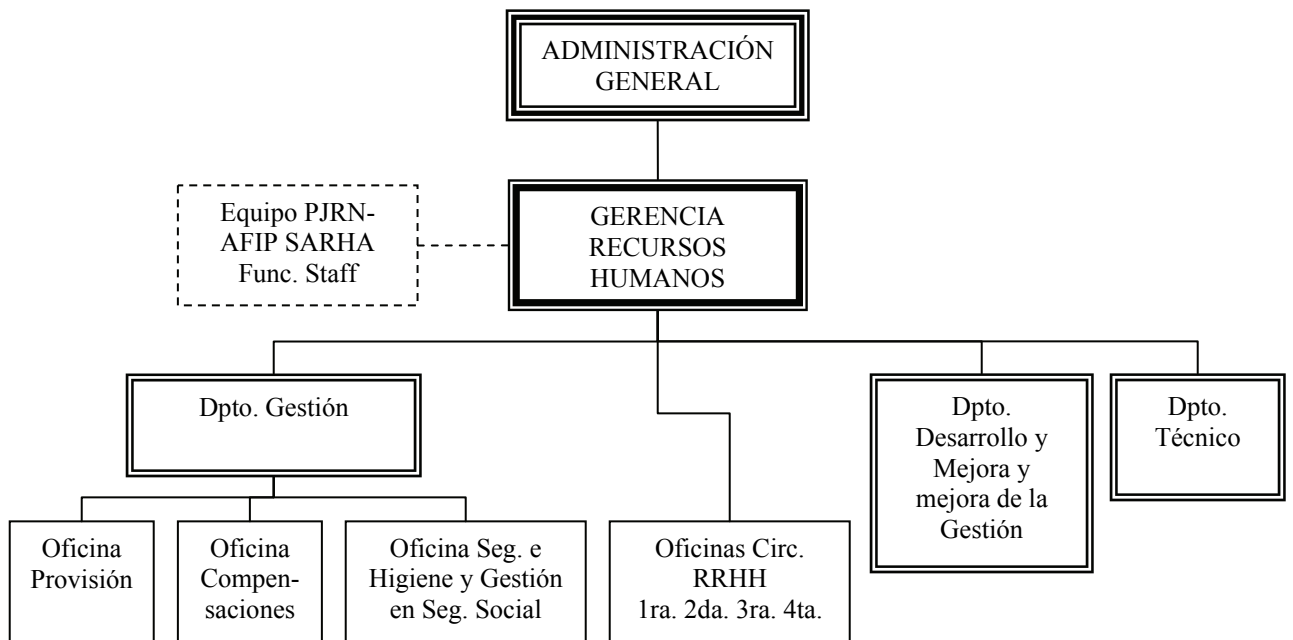 ADMINISTRACIÓN
GENERAL
Equipo PJRN-
AFIP SARHA
Func. Staff
GERENCIA
RECURSOS
HUMANOS
Dpto. Gestión
Dpto.
Desarrollo y
Mejora y
mejora de la
Gestión
Dpto.
Técnico
Oficina
Provisión
Oficina
Compen-
saciones
Oficina Seg. e
Higiene y Gestión
en Seg. Social
Oficinas Circ.
RRHH
1ra. 2da. 3ra. 4ta.